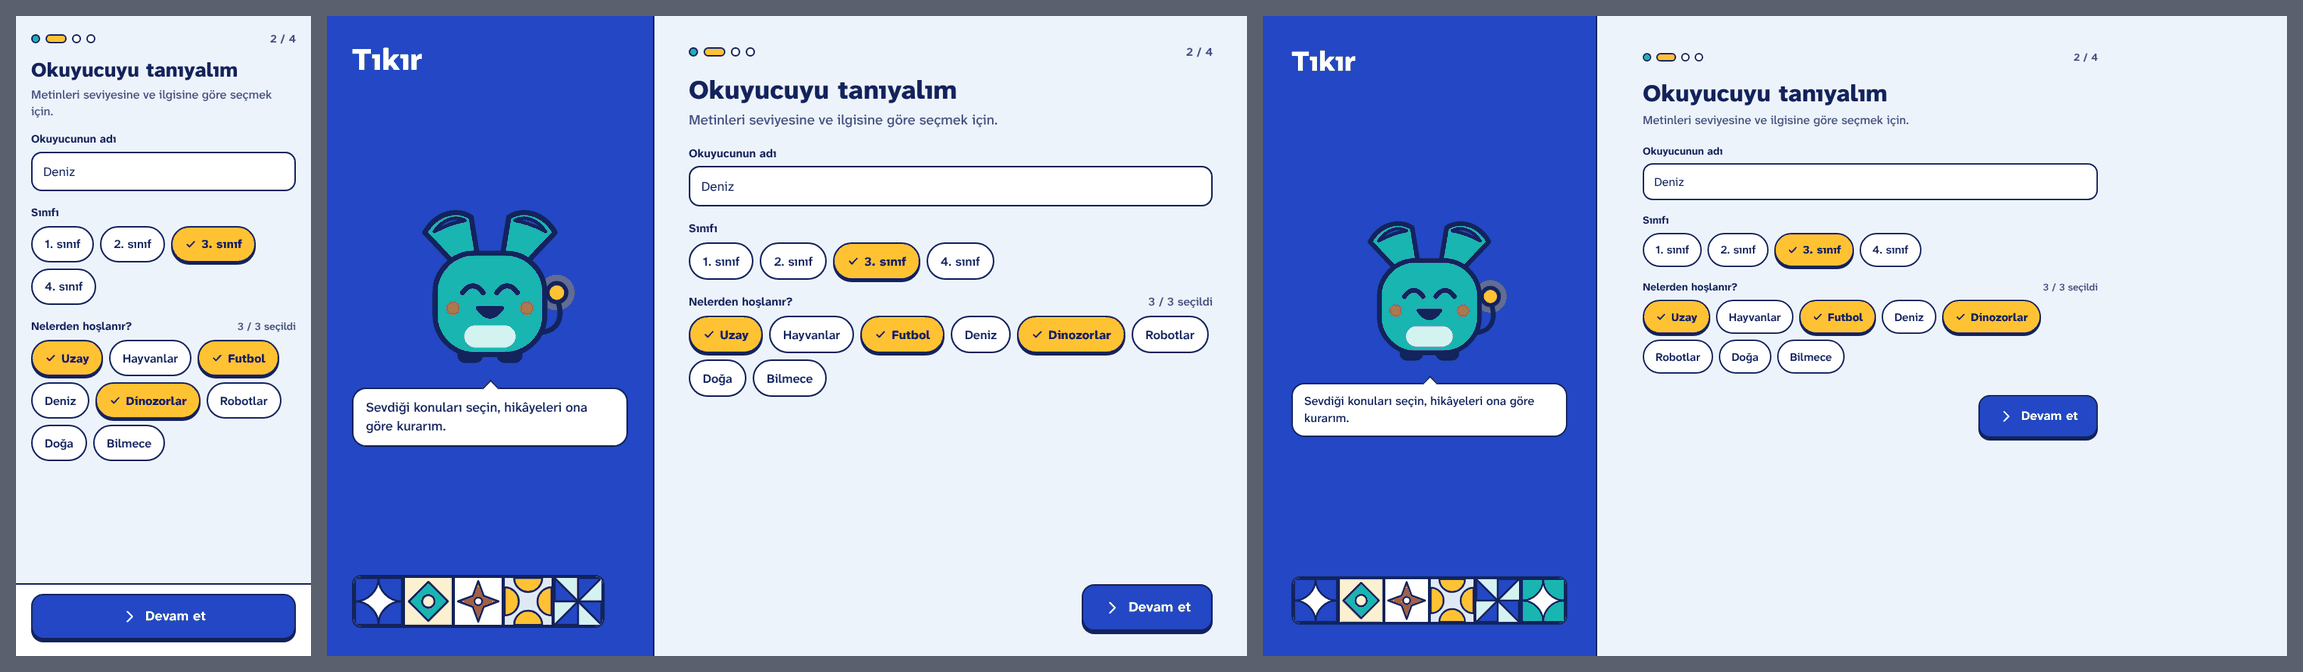 2 / 4
Okuyucuyu tanıyalım
Metinleri seviyesine ve ilgisine göre seçmek
için.
Okuyucunun adı
Deniz
Sınıfı
1. sınıf
2. sınıf
3. sınıf
4. sınıf
Nelerden hoşlanır?
3 / 3 seçildi
Uzay
Hayvanlar
Futbol
Deniz
Dinozorlar
Robotlar
Doğa
Bilmece
Devam et
Tıkır
Sevdiği konuları seçin, hikâyeleri ona
göre kurarım.
2 / 4
Okuyucuyu tanıyalım
Metinleri seviyesine ve ilgisine göre seçmek için.
Okuyucunun adı
Deniz
Sınıfı
1. sınıf
2. sınıf
3. sınıf
4. sınıf
Nelerden hoşlanır?
3 / 3 seçildi
Uzay
Hayvanlar
Futbol
Deniz
Dinozorlar
Robotlar
Doğa
Bilmece
Devam et
Tıkır
Sevdiği konuları seçin, hikâyeleri ona göre
kurarım.
2 / 4
Okuyucuyu tanıyalım
Metinleri seviyesine ve ilgisine göre seçmek için.
Okuyucunun adı
Deniz
Sınıfı
1. sınıf
2. sınıf
3. sınıf
4. sınıf
Nelerden hoşlanır?
3 / 3 seçildi
Uzay
Hayvanlar
Futbol
Deniz
Dinozorlar
Robotlar
Doğa
Bilmece
Devam et